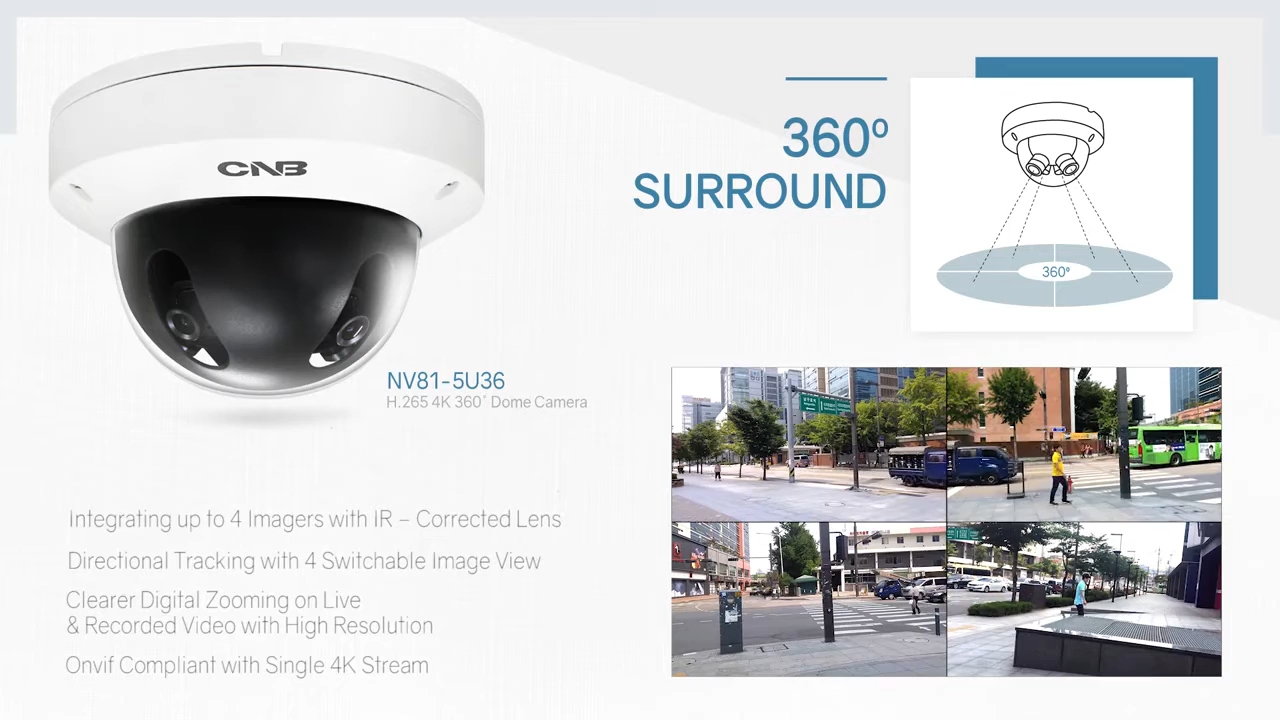 CNB
NV81-5U36
H.265 4K 360˚ Dome Camera
360º
SURROUND
360º
Integrating up to 4 Imagers with IR – Corrected Lens
Directional Tracking with 4 Switchable Image View
Clearer Digital Zooming on Live
& Recorded Video with High Resolution
Onvif Compliant with Single 4K Stream